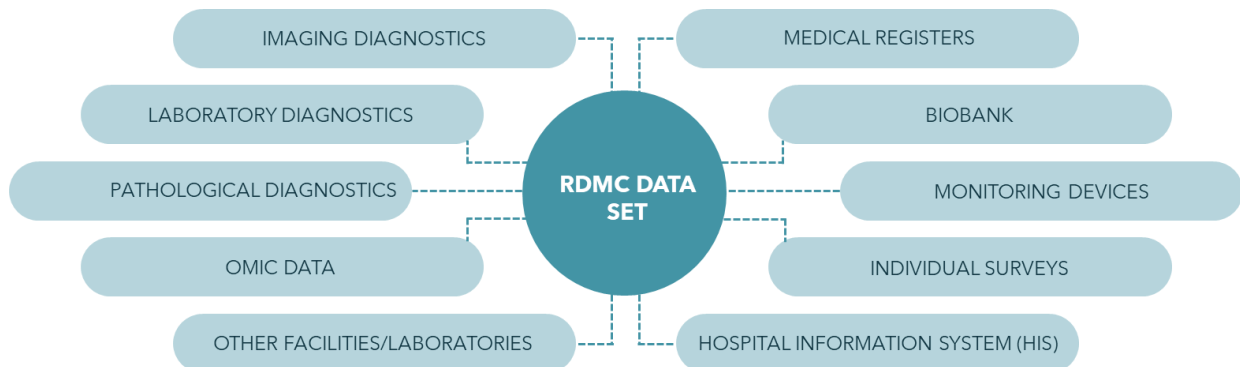 IMAGING DIAGNOSTICS
MEDICAL REGISTERS
LABORATORY DIAGNOSTICS
BIOBANK
PATHOLOGICAL DIAGNOSTICS
RDMC DATA
SET
MONITORING DEVICES
OMIC DATA
INDIVIDUAL SURVEYS
OTHER FACILITIES/LABORATORIES
HOSPITAL INFORMATION SYSTEM (HIS)